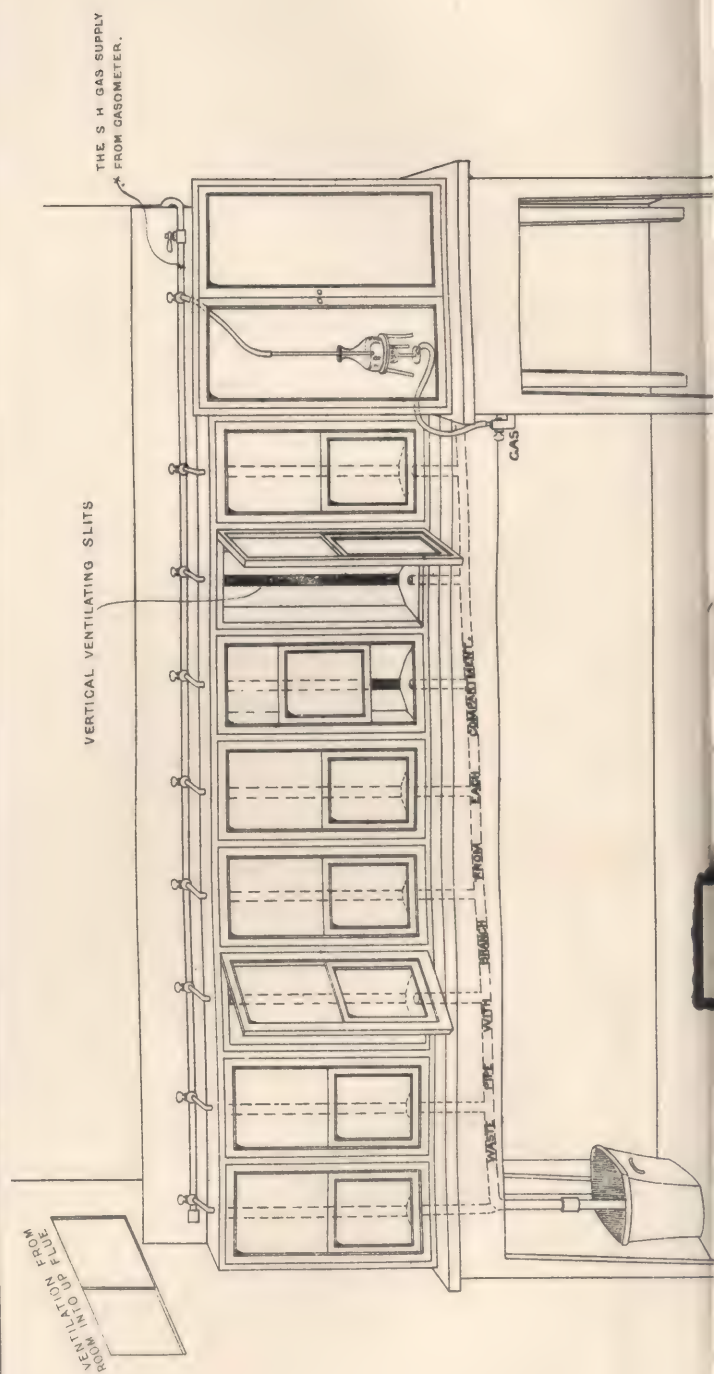 THE S H GAS SUPPLY
FROM GASOMETER.
VERTICAL VENTILATING SLITS
VENTILATION FROM
ROOM INTO UP FLUE.
GAS
WASTE PIPE WITH BRANCH FROM EACH COMPARTMENT.